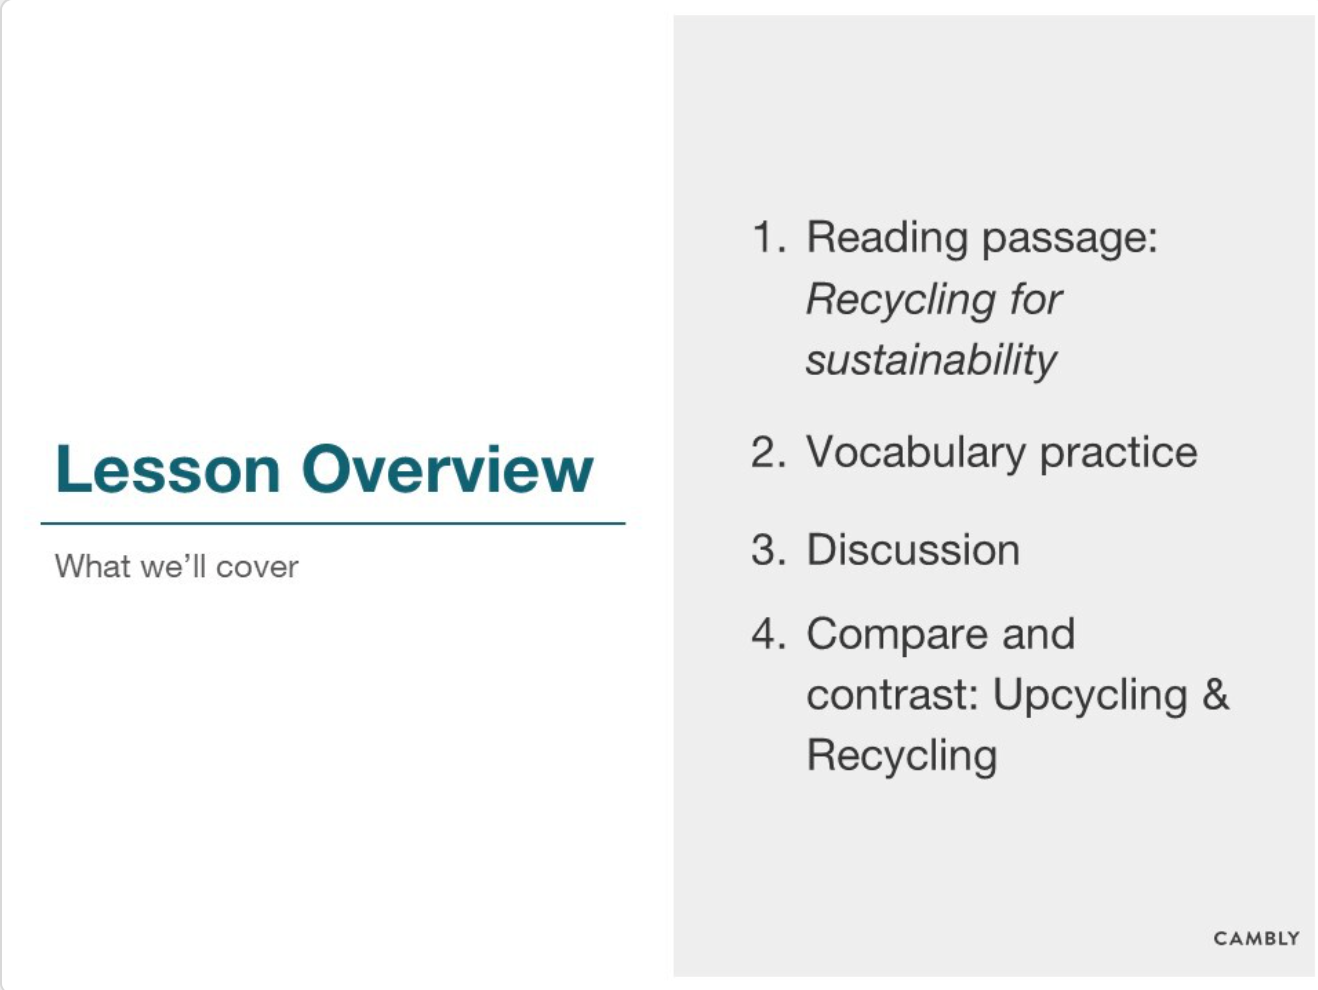 Lesson Overview
What we’ll cover
1. Reading passage:
Recycling for
sustainability
2. Vocabulary practice
3. Discussion
4. Compare and
contrast: Upcycling &
Recycling
CAMBLY